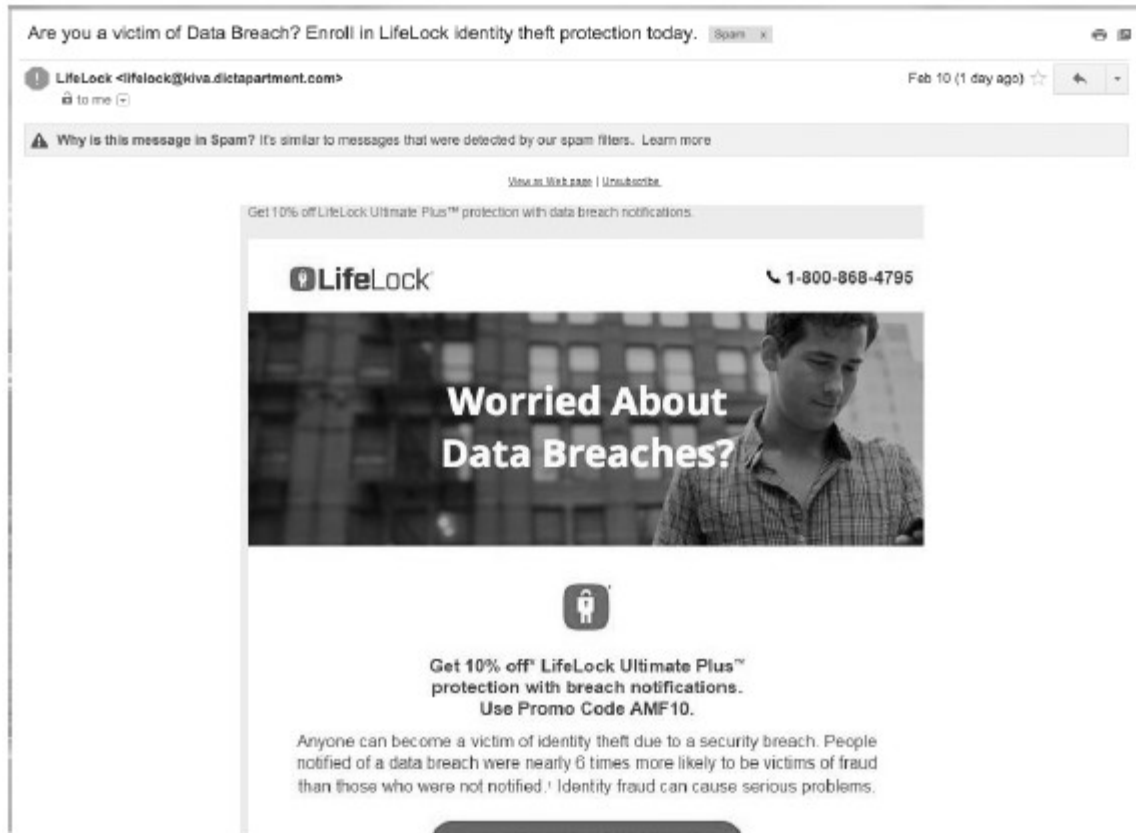 Are you a victim of Data Breach? Enroll in LifeLock identity theft protection today. Spam x
LifeLock <lifelock@kiva.dictapartment.com> Feb 10 (1 day ago)
to me
Why is this message in Spam? It's similar to messages that were detected by our spam filters. Learn more
View as Web page | Unsubscribe
Get 10% off LifeLock Ultimate Plus™ protection with data breach notifications.
LifeLock 1-800-868-4795
Worried About
Data Breaches?
Get 10% off* LifeLock Ultimate Plus™
protection with breach notifications.
Use Promo Code AMF10.
Anyone can become a victim of identity theft due to a security breach. People
notified of a data breach were nearly 6 times more likely to be victims of fraud
than those who were not notified.¹ Identity fraud can cause serious problems.